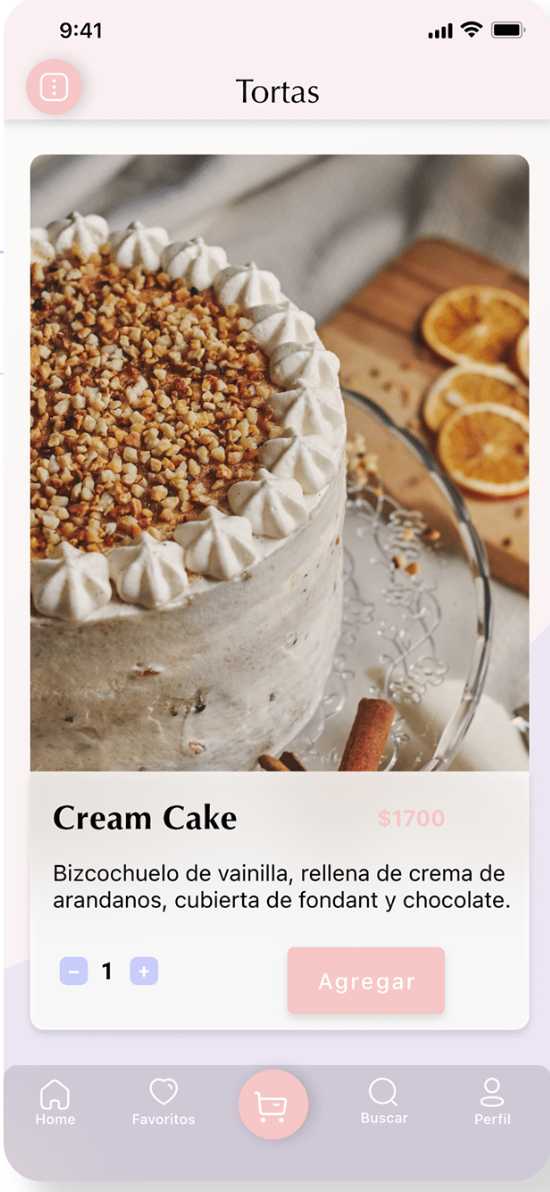 9:41
Tortas
Cream Cake
$1700
Bizcochuelo de vainilla, rellena de crema de
arandanos, cubierta de fondant y chocolate.
1
Agregar
Home
Favoritos
Buscar
Perfil